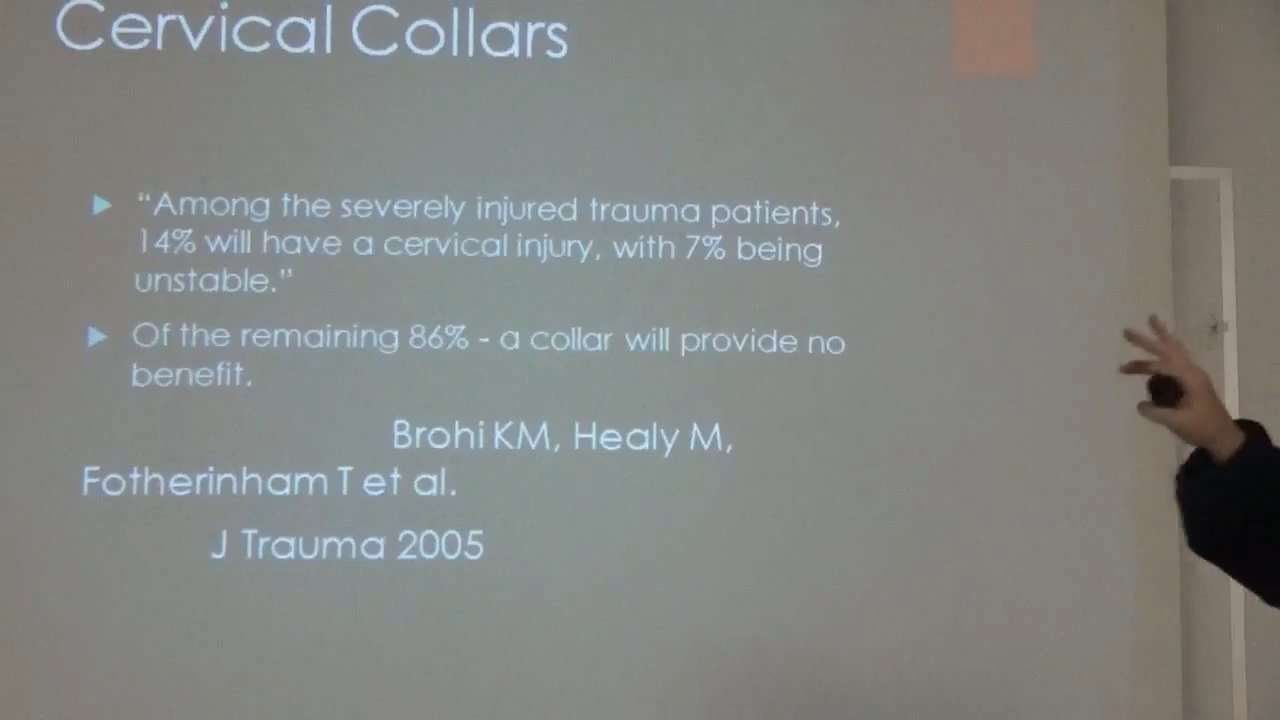 Cervical Collars
“Among the severely injured trauma patients,
14% will have a cervical injury, with 7% being
unstable.”
Of the remaining 86% - a collar will provide no
benefit.
Brohi KM, Healy M,
Fotherinham T et al.
J Trauma 2005